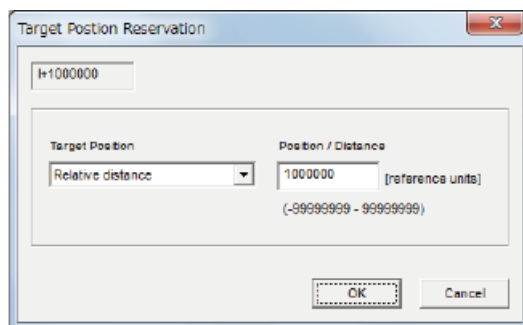 Target Postion Reservation
I+1000000
Target Position
Position / Distance
Relative distance
1000000 [reference units]
(-99999999 - 99999999)
OK
Cancel